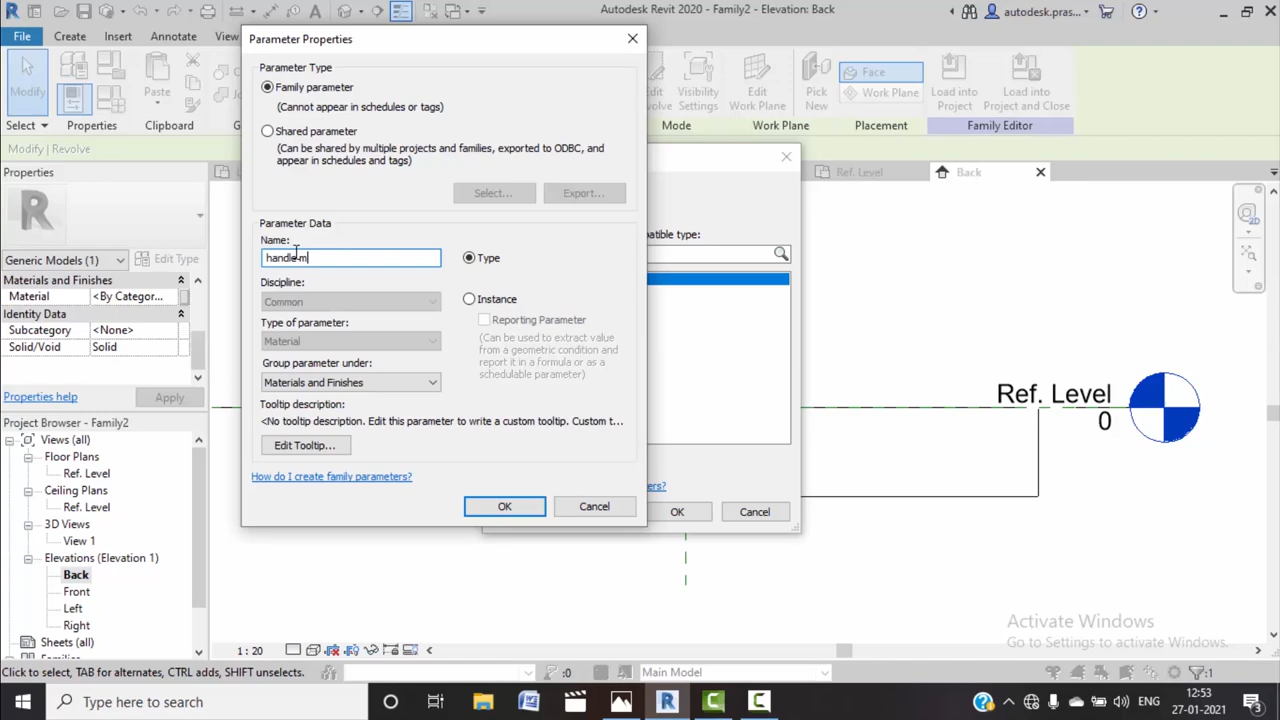 Autodesk Revit 2020 - Family2 - Elevation: Back
autodesk.pras...
File
Create
Insert
Annotate
View
Modify
Paste
Visibility Settings
Edit Work Plane
Pick New
Face
Work Plane
Load into Project
Load into Project and Close
Select
Properties
Clipboard
Mode
Work Plane
Placement
Family Editor
Modify | Revolve
Properties
Generic Models (1)
Edit Type
Materials and Finishes
Material <By Categor...
Identity Data
Subcategory <None>
Solid/Void Solid
Properties help
Apply
Project Browser - Family2
Views (all)
Floor Plans
Ref. Level
Ceiling Plans
Ref. Level
3D Views
View 1
Elevations (Elevation 1)
Back
Front
Left
Right
Sheets (all)
Parameter Properties
Parameter Type
Family parameter
(Cannot appear in schedules or tags)
Shared parameter
(Can be shared by multiple projects and families, exported to ODBC, and
appear in schedules and tags)
Select...
Export...
Parameter Data
Name:
handle m
Type
Discipline:
Common
Instance
Reporting Parameter
(Can be used to extract value
from a geometric condition and
report it in a formula or as a
schedulable parameter)
Type of parameter:
Material
Group parameter under:
Materials and Finishes
Tooltip description:
<No tooltip description. Edit this parameter to write a custom tooltip. Custom t...
Edit Tooltip...
How do I create family parameters?
OK
Cancel
patible type:
ers?
OK
Cancel
Ref. Level
Back
2D
Ref. Level
0
Activate Windows
Go to Settings to activate Windows.
1 : 20
Click to select, TAB for alternates, CTRL adds, SHIFT unselects.
:0
Main Model
:1
Type here to search
ENG
12:53
27-01-2021
3